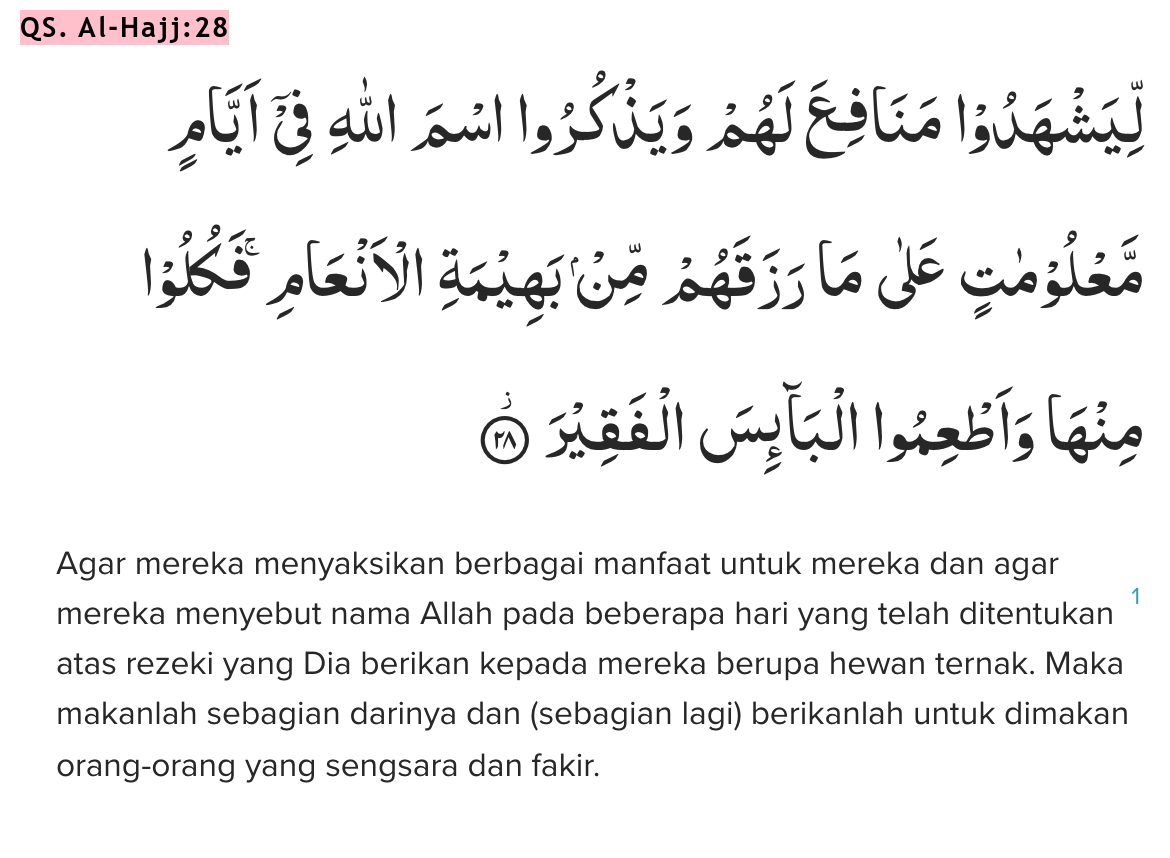 QS. Al-Hajj:28
لِّيَشْهَدُوْا مَنَافِعَ لَهُمْ وَيَذْكُرُوا اسْمَ اللّٰهِ فِيْٓ اَيَّامٍ
مَّعْلُوْمٰتٍ عَلٰى مَا رَزَقَهُمْ مِّنْۢ بَهِيْمَةِ الْاَنْعَامِۚ فَكُلُوْا
مِنْهَا وَاَطْعِمُوا الْبَاۤىِٕسَ الْفَقِيْرَ ۖ ٢٨
Agar mereka menyaksikan berbagai manfaat untuk mereka dan agar
mereka menyebut nama Allah pada beberapa hari yang telah ditentukan 1
atas rezeki yang Dia berikan kepada mereka berupa hewan ternak. Maka
makanlah sebagian darinya dan (sebagian lagi) berikanlah untuk dimakan
orang-orang yang sengsara dan fakir.